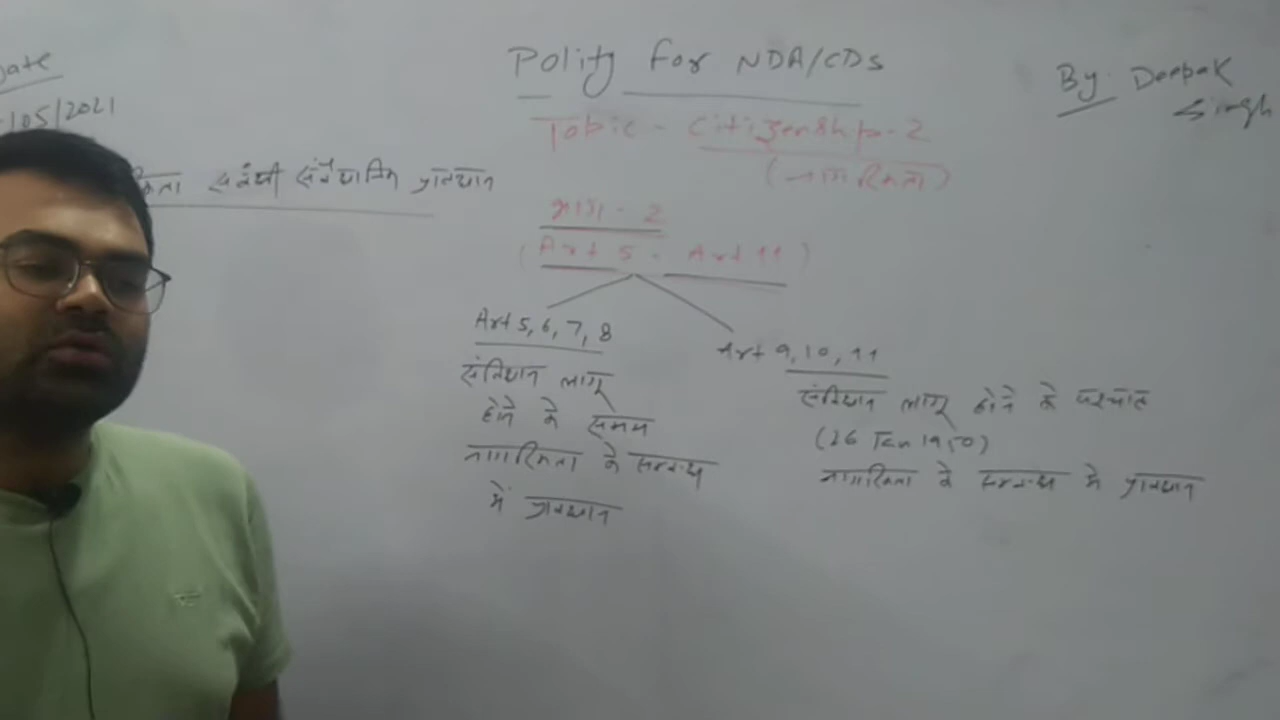 Date
/05/2021
Polity for NDA/CDS
By: Deepak
Singh
Topic - Citizenship-2
(नागरिकता)
संबंधी संवैधानिक प्रावधान
भाग - 2
(Art 5 - Art 11)
Art 5, 6, 7, 8
संविधान लागू
होने के समय
नागरिकता के सम्बन्ध
में प्रावधान
Art 9, 10, 11
संविधान लागू होने के पश्चात
(26 Jan 1950)
नागरिकता के सम्बन्ध मे प्रावधान